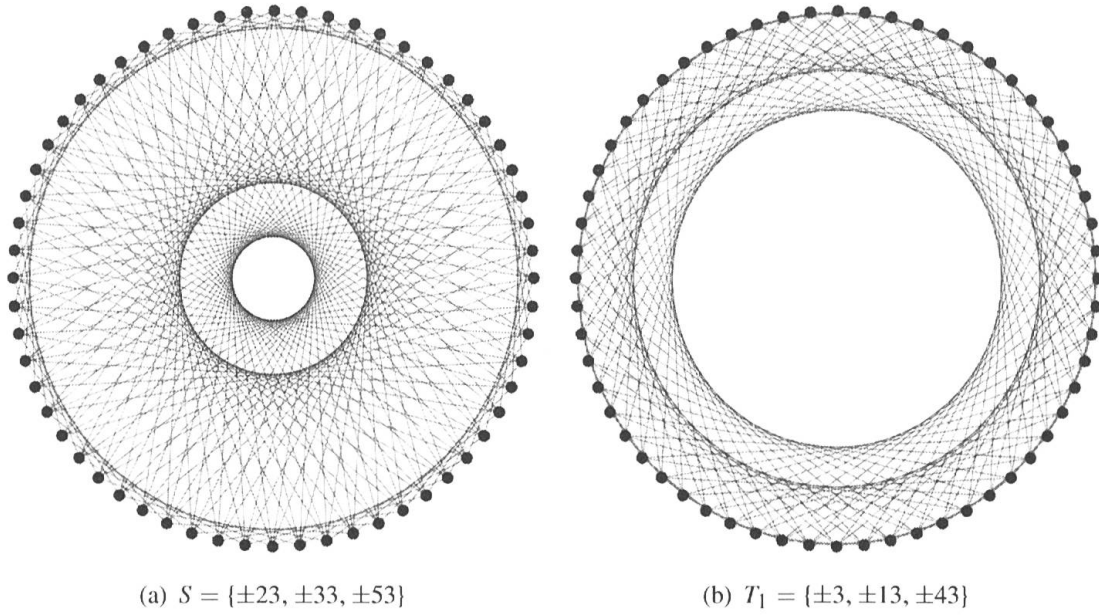 (a) S = {±23, ±33, ±53}
(b) T₁ = {±3, ±13, ±43}